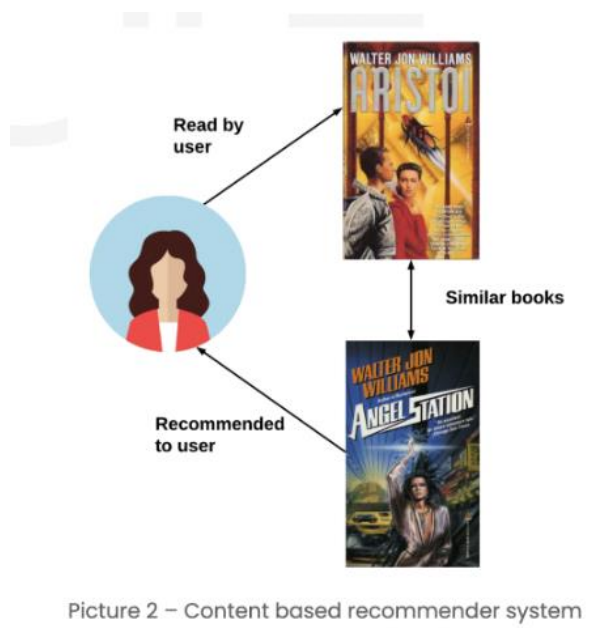 WALTER JON WILLIAMS
ARISTOI
Read by
user
Similar books
WALTER JON
WILLIAMS
ANGEL STATION
Recommended
to user
Picture 2 – Content based recommender system